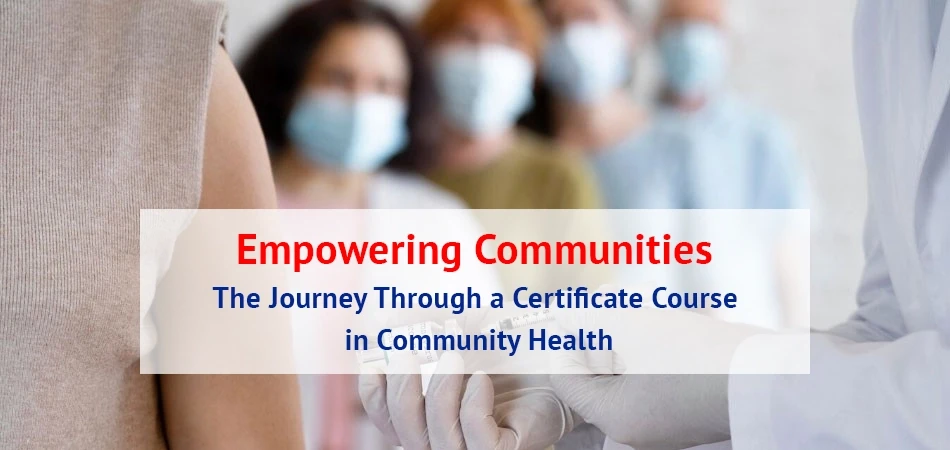 Empowering Communities
The Journey Through a Certificate Course
in Community Health